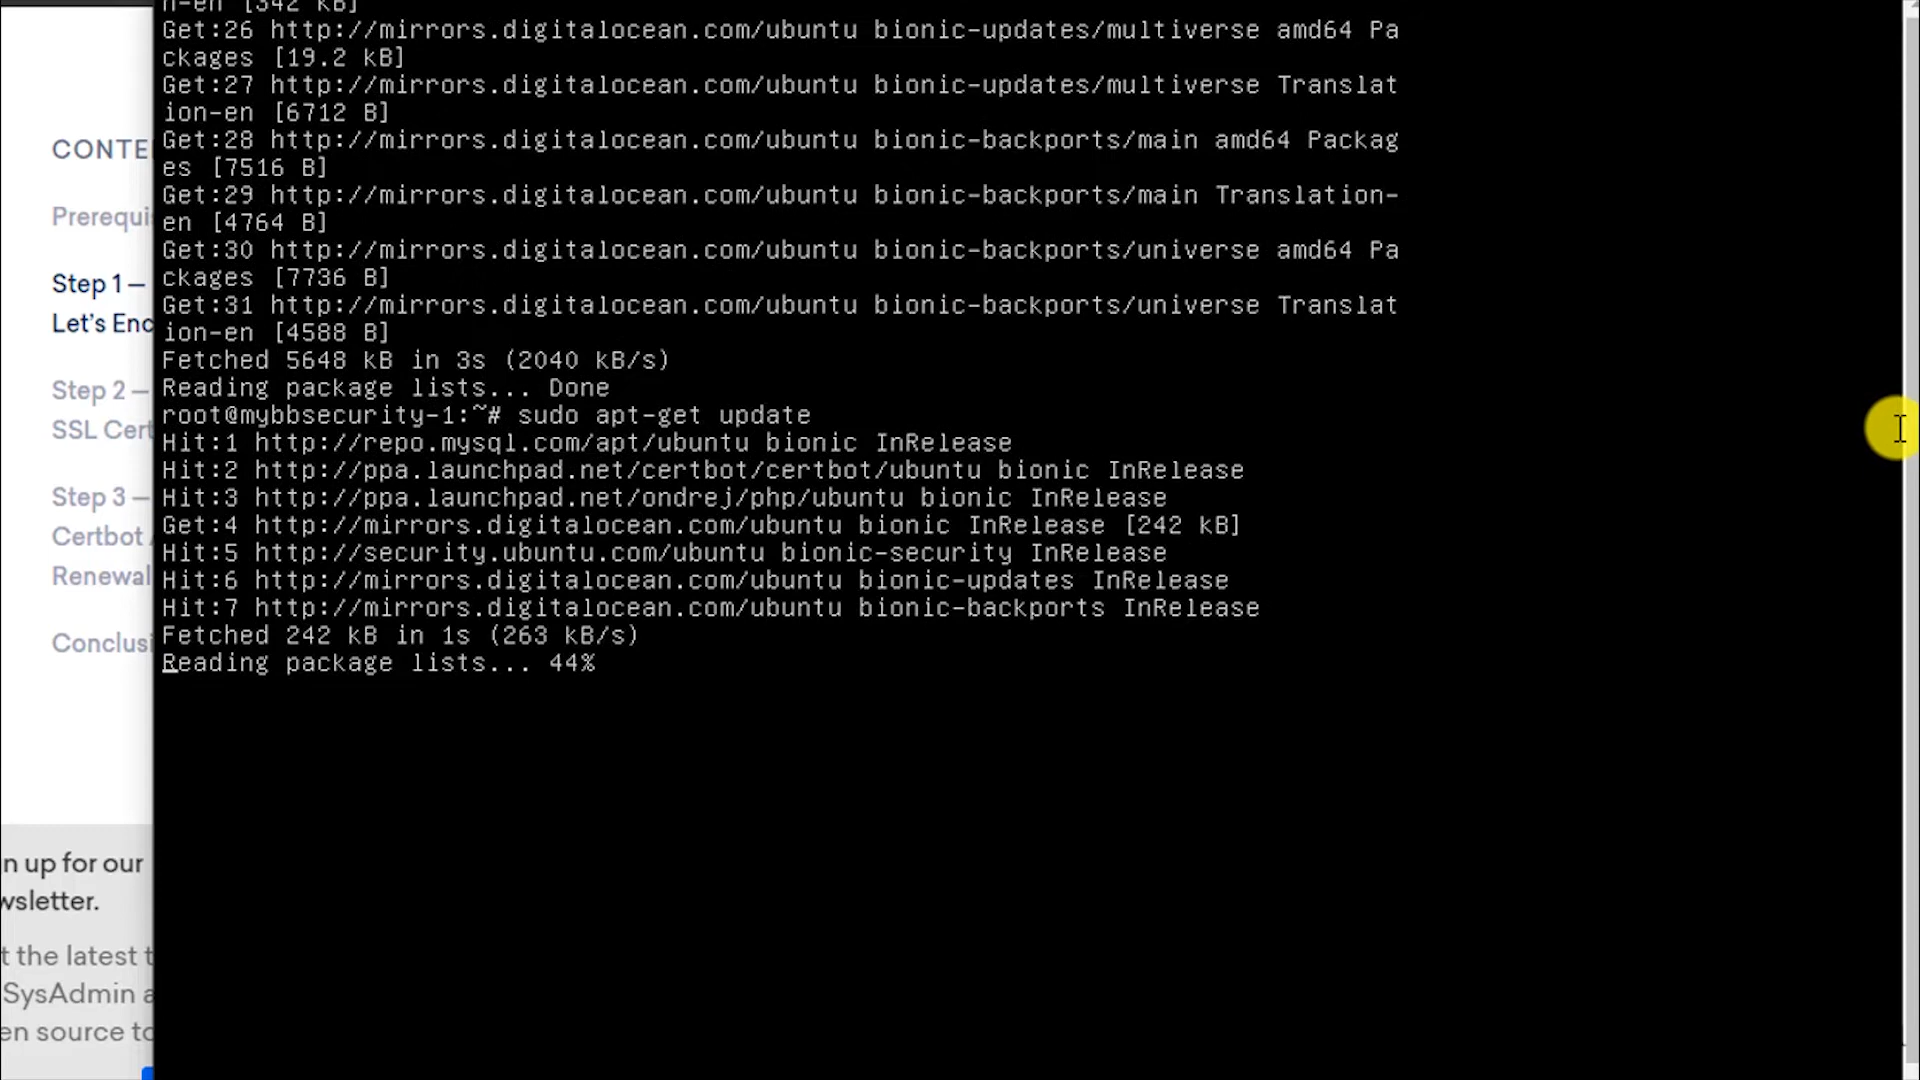 n-en [342 kB]
Get:26 http://mirrors.digitalocean.com/ubuntu bionic-updates/multiverse amd64 Pa
ckages [19.2 kB]
Get:27 http://mirrors.digitalocean.com/ubuntu bionic-updates/multiverse Translat
ion-en [6712 B]
Get:28 http://mirrors.digitalocean.com/ubuntu bionic-backports/main amd64 Packag
es [7516 B]
Get:29 http://mirrors.digitalocean.com/ubuntu bionic-backports/main Translation-
en [4764 B]
Get:30 http://mirrors.digitalocean.com/ubuntu bionic-backports/universe amd64 Pa
ckages [7736 B]
Get:31 http://mirrors.digitalocean.com/ubuntu bionic-backports/universe Translat
ion-en [4588 B]
Fetched 5648 kB in 3s (2040 kB/s)
Reading package lists... Done
root@mybbsecurity-1:~# sudo apt-get update
Hit:1 http://repo.mysql.com/apt/ubuntu bionic InRelease
Hit:2 http://ppa.launchpad.net/certbot/certbot/ubuntu bionic InRelease
Hit:3 http://ppa.launchpad.net/ondrej/php/ubuntu bionic InRelease
Get:4 http://mirrors.digitalocean.com/ubuntu bionic InRelease [242 kB]
Hit:5 http://security.ubuntu.com/ubuntu bionic-security InRelease
Hit:6 http://mirrors.digitalocean.com/ubuntu bionic-updates InRelease
Hit:7 http://mirrors.digitalocean.com/ubuntu bionic-backports InRelease
Fetched 242 kB in 1s (263 kB/s)
Reading package lists... 44%
CONTE
Prerequi
Step 1 —
Let's Enc
Step 2 —
SSL Cert
Step 3 —
Certbot
Renewal
Conclusi
n up for our
wsletter.
t the latest t
SysAdmin a
en source to